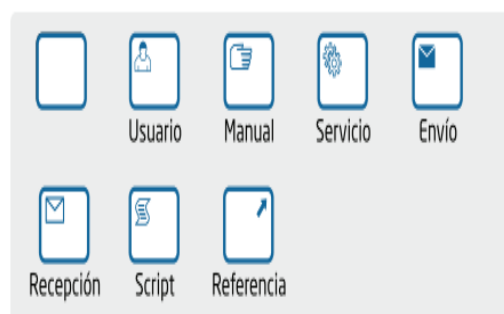 Usuario Manual Servicio Envío
Recepción Script Referencia